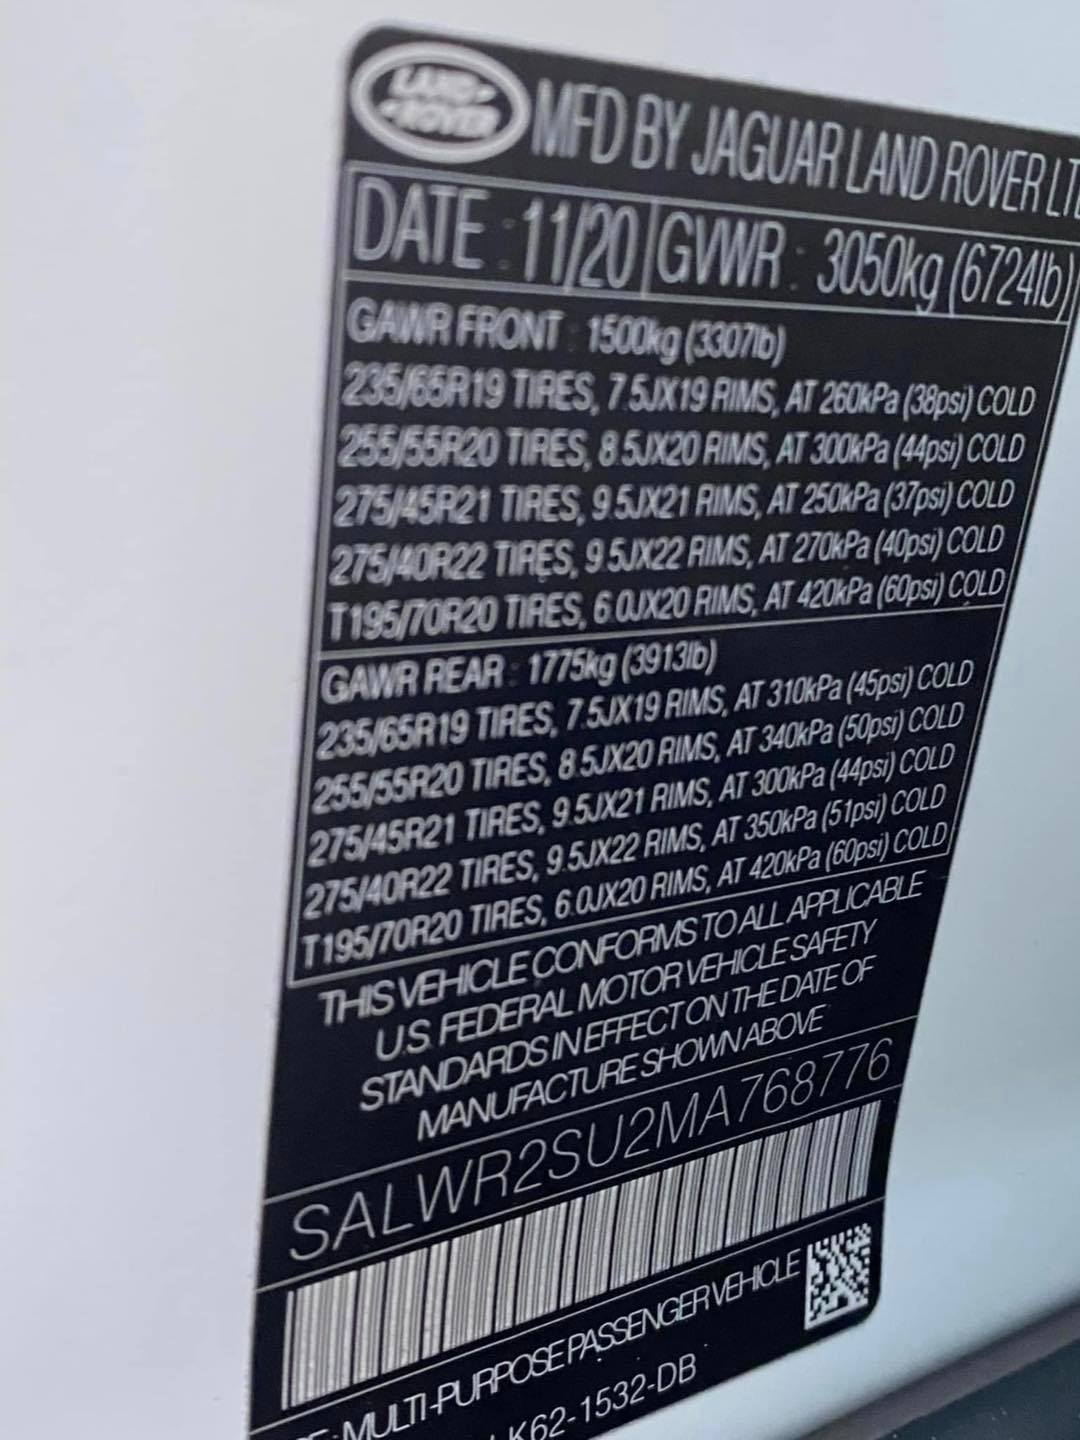 LAND-
-ROVER
MFD BY JAGUAR LAND ROVER LT
DATE : 11/20 GVWR : 3050kg (6724lb)
GAWR FRONT : 1500kg (3307lb)
235/65R19 TIRES, 7.5JX19 RIMS, AT 260kPa (38psi) COLD
255/55R20 TIRES, 8.5JX20 RIMS, AT 300kPa (44psi) COLD
275/45R21 TIRES, 9.5JX21 RIMS, AT 250kPa (37psi) COLD
275/40R22 TIRES, 9.5JX22 RIMS, AT 270kPa (40psi) COLD
T195/70R20 TIRES, 6.0JX20 RIMS, AT 420kPa (60psi) COLD
GAWR REAR : 1775kg (3913lb)
235/65R19 TIRES, 7.5JX19 RIMS, AT 310kPa (45psi) COLD
255/55R20 TIRES, 8.5JX20 RIMS, AT 340kPa (50psi) COLD
275/45R21 TIRES, 9.5JX21 RIMS, AT 300kPa (44psi) COLD
275/40R22 TIRES, 9.5JX22 RIMS, AT 350kPa (51psi) COLD
T195/70R20 TIRES, 6.0JX20 RIMS, AT 420kPa (60psi) COLD
THIS VEHICLE CONFORMS TO ALL APPLICABLE
U.S. FEDERAL MOTOR VEHICLE SAFETY
STANDARDS IN EFFECT ON THE DATE OF
MANUFACTURE SHOWN ABOVE
SALWR2SU2MA768776
: MULTI-PURPOSE PASSENGER VEHICLE
K62-1532-DB